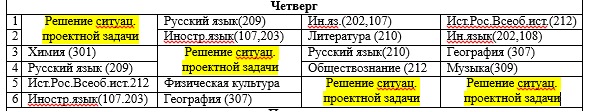 Четверг
1 Решение ситуац. Русский язык(209) Ин.яз.(202,107) Ист.Рос.Всеоб.ист.(212)
2 проектной задачи Иностр.язык(107,203) Литература (210) Ин.язык(202,108)
3 Химия (301) Решение ситуац. Русский язык(210) География (307)
4 Русский язык (209) проектной задачи Обществознание (212 Музыка(309)
5 Ист.Рос.Всеоб.ист.212 Физическая культура Решение ситуац. Решение ситуац.
6 Иностр.язык(107.203) География (307) проектной задачи проектной задачи